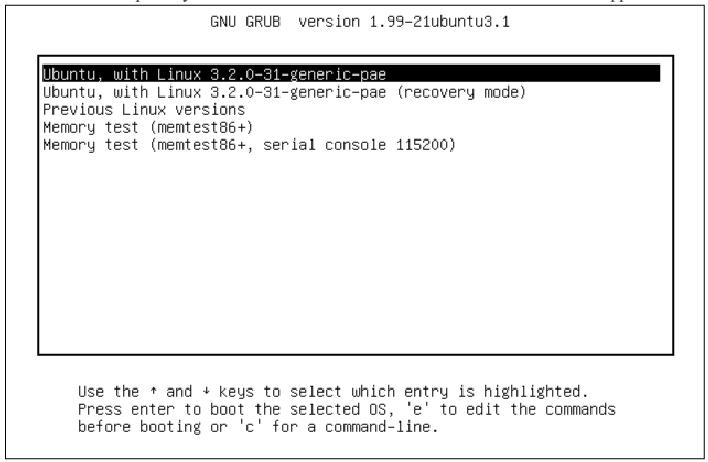 GNU GRUB version 1.99-21ubuntu3.1
Ubuntu, with Linux 3.2.0-31-generic-pae
Ubuntu, with Linux 3.2.0-31-generic-pae (recovery mode)
Previous Linux versions
Memory test (memtest86+)
Memory test (memtest86+, serial console 115200)
Use the ↑ and ↓ keys to select which entry is highlighted.
Press enter to boot the selected OS, 'e' to edit the commands
before booting or 'c' for a command-line.